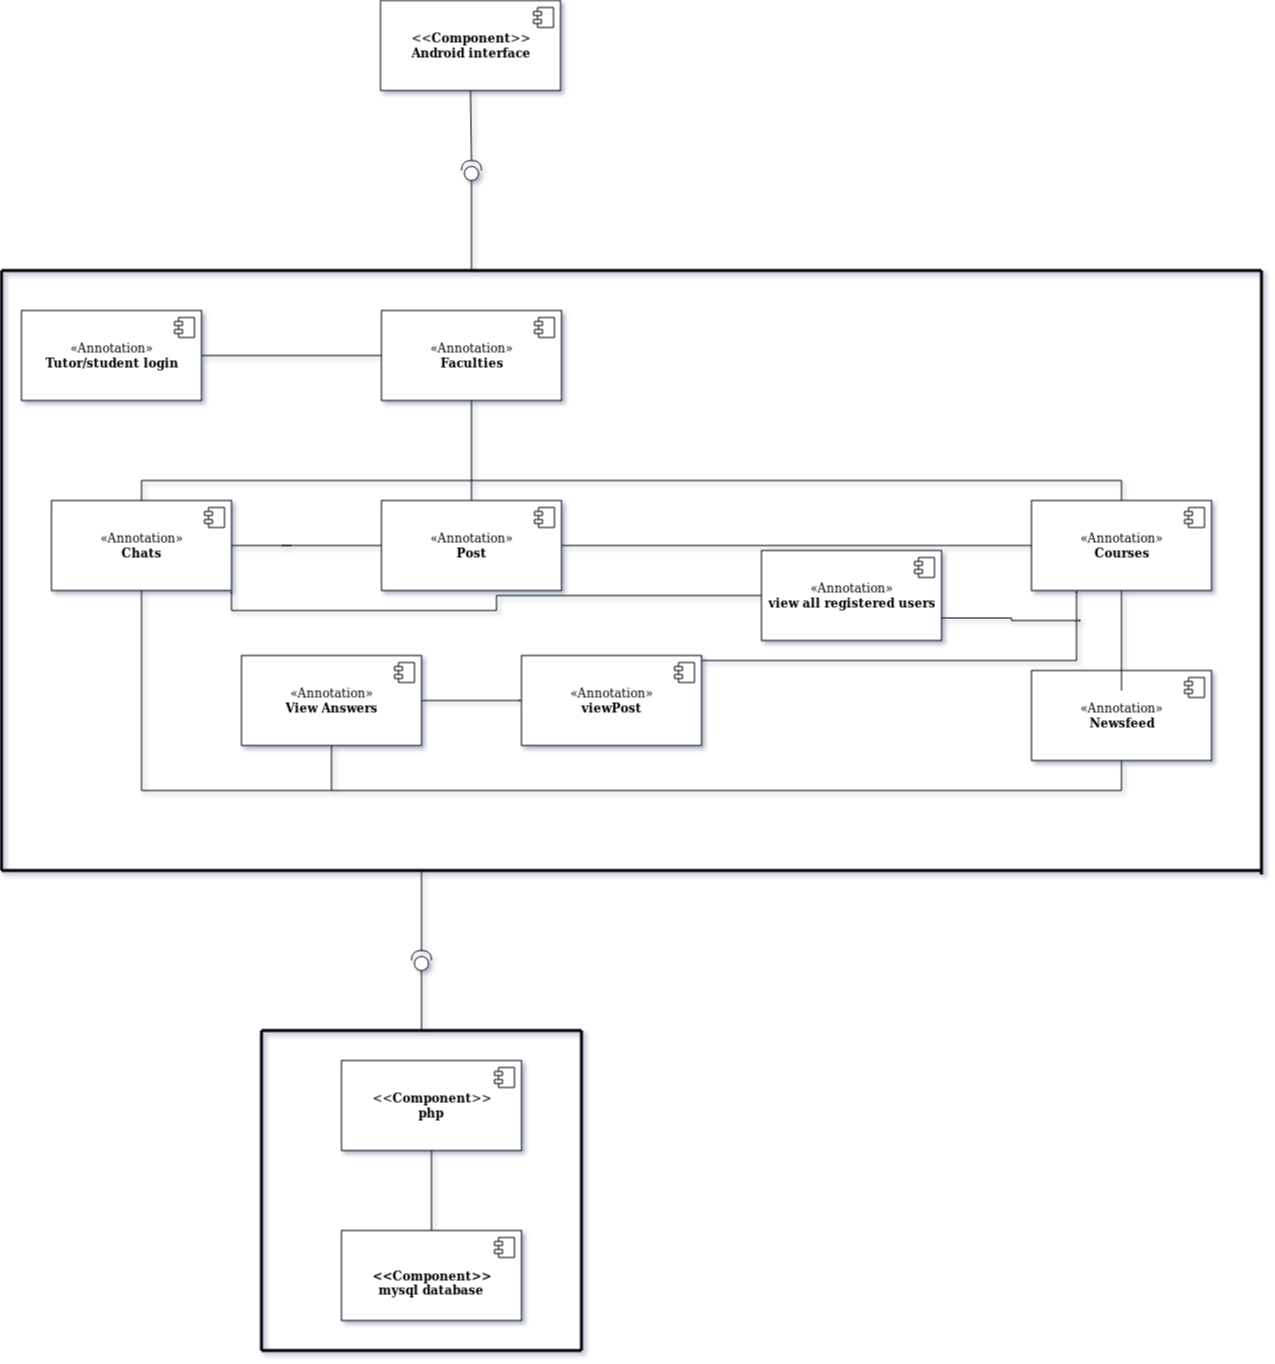 <<Component>>
Android interface
«Annotation»
Tutor/student login
«Annotation»
Faculties
«Annotation»
Chats
«Annotation»
Post
«Annotation»
Courses
«Annotation»
view all registered users
«Annotation»
View Answers
«Annotation»
viewPost
«Annotation»
Newsfeed
<<Component>>
php
<<Component>>
mysql database